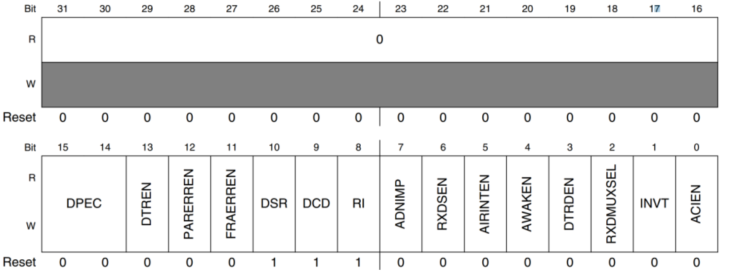 Bit 31 30 29 28 27 26 25 24 23 22 21 20 19 18 17 16
R 0
W
Reset 0 0 0 0 0 0 0 0 0 0 0 0 0 0 0 0
Bit 15 14 13 12 11 10 9 8 7 6 5 4 3 2 1 0
R
DPEC DTREN PARERREN FRAERREN DSR DCD RI ADNIMP RXDSEN AIRINTEN AWAKEN DTRDEN RXDMUXSEL INVT ACIEN
W
Reset 0 0 0 0 0 1 1 1 0 0 0 0 0 0 0 0